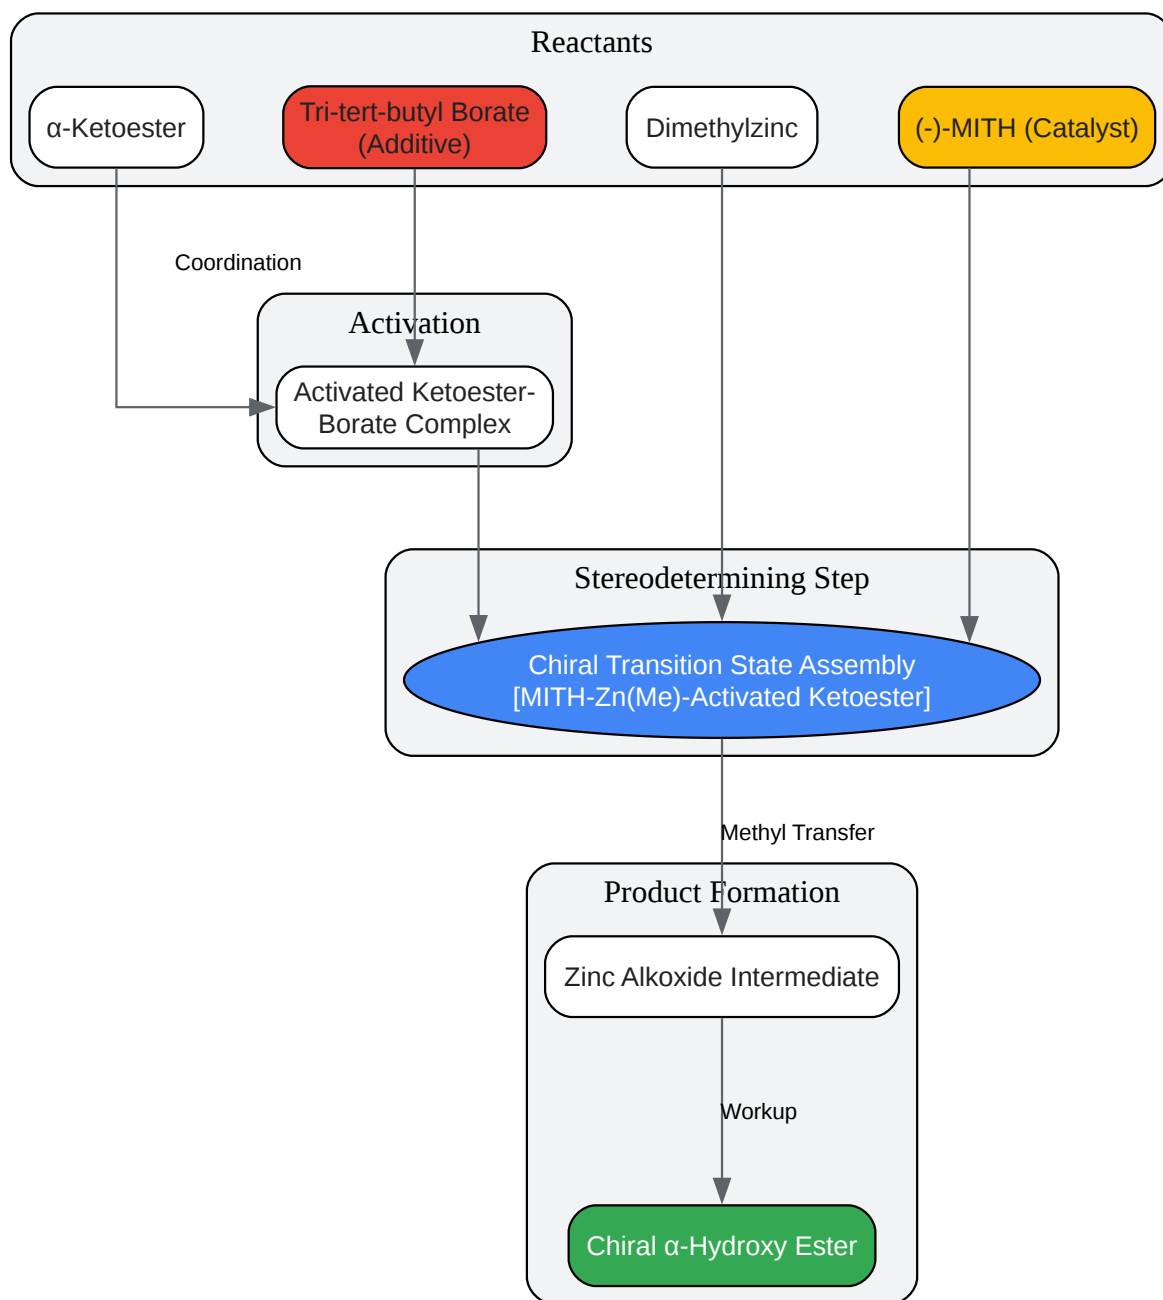 Reactants
α-Ketoester
Tri-tert-butyl Borate
(Additive)
Dimethylzinc
(-)-MITH (Catalyst)
Coordination
Activation
Activated Ketoester-
Borate Complex
Stereodetermining Step
Chiral Transition State Assembly
[MITH-Zn(Me)-Activated Ketoester]
Methyl Transfer
Product Formation
Zinc Alkoxide Intermediate
Workup
Chiral α-Hydroxy Ester